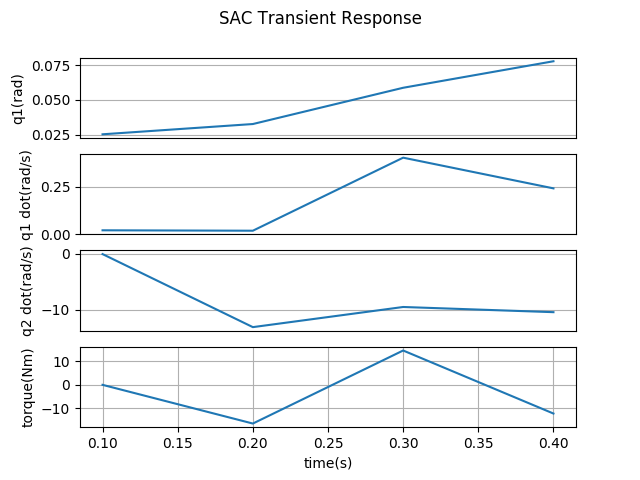 SAC Transient Response
0.075
0.050
0.025
q1(rad)
0.25
0.00
q1 dot(rad/s)
0
−10
q2 dot(rad/s)
10
0
−10
torque(Nm)
0.10 0.15 0.20 0.25 0.30 0.35 0.40
time(s)